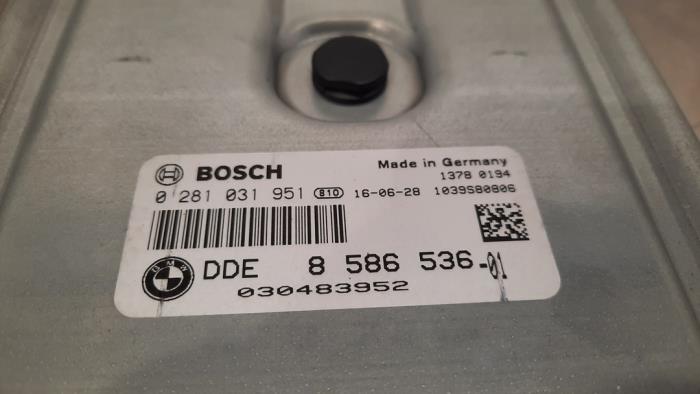 BOSCH
Made in Germany
1378 0194
0 281 031 951 810 16-06-28 1039S80806
BMW
DDE 8 586 536-01
030483952